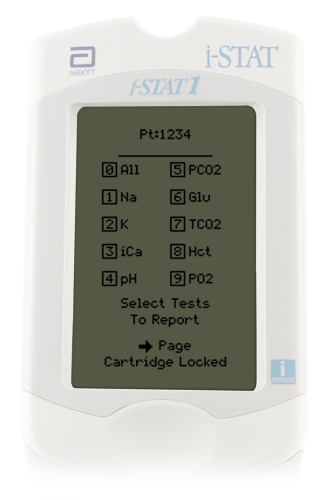 ABBOTT
i-STAT
i-STAT 1
Pt:1234
0 All 5 PCO2
1 Na 6 Glu
2 K 7 TCO2
3 iCa 8 Hct
4 pH 9 PO2
Select Tests
To Report
➔ Page
Cartridge Locked
i